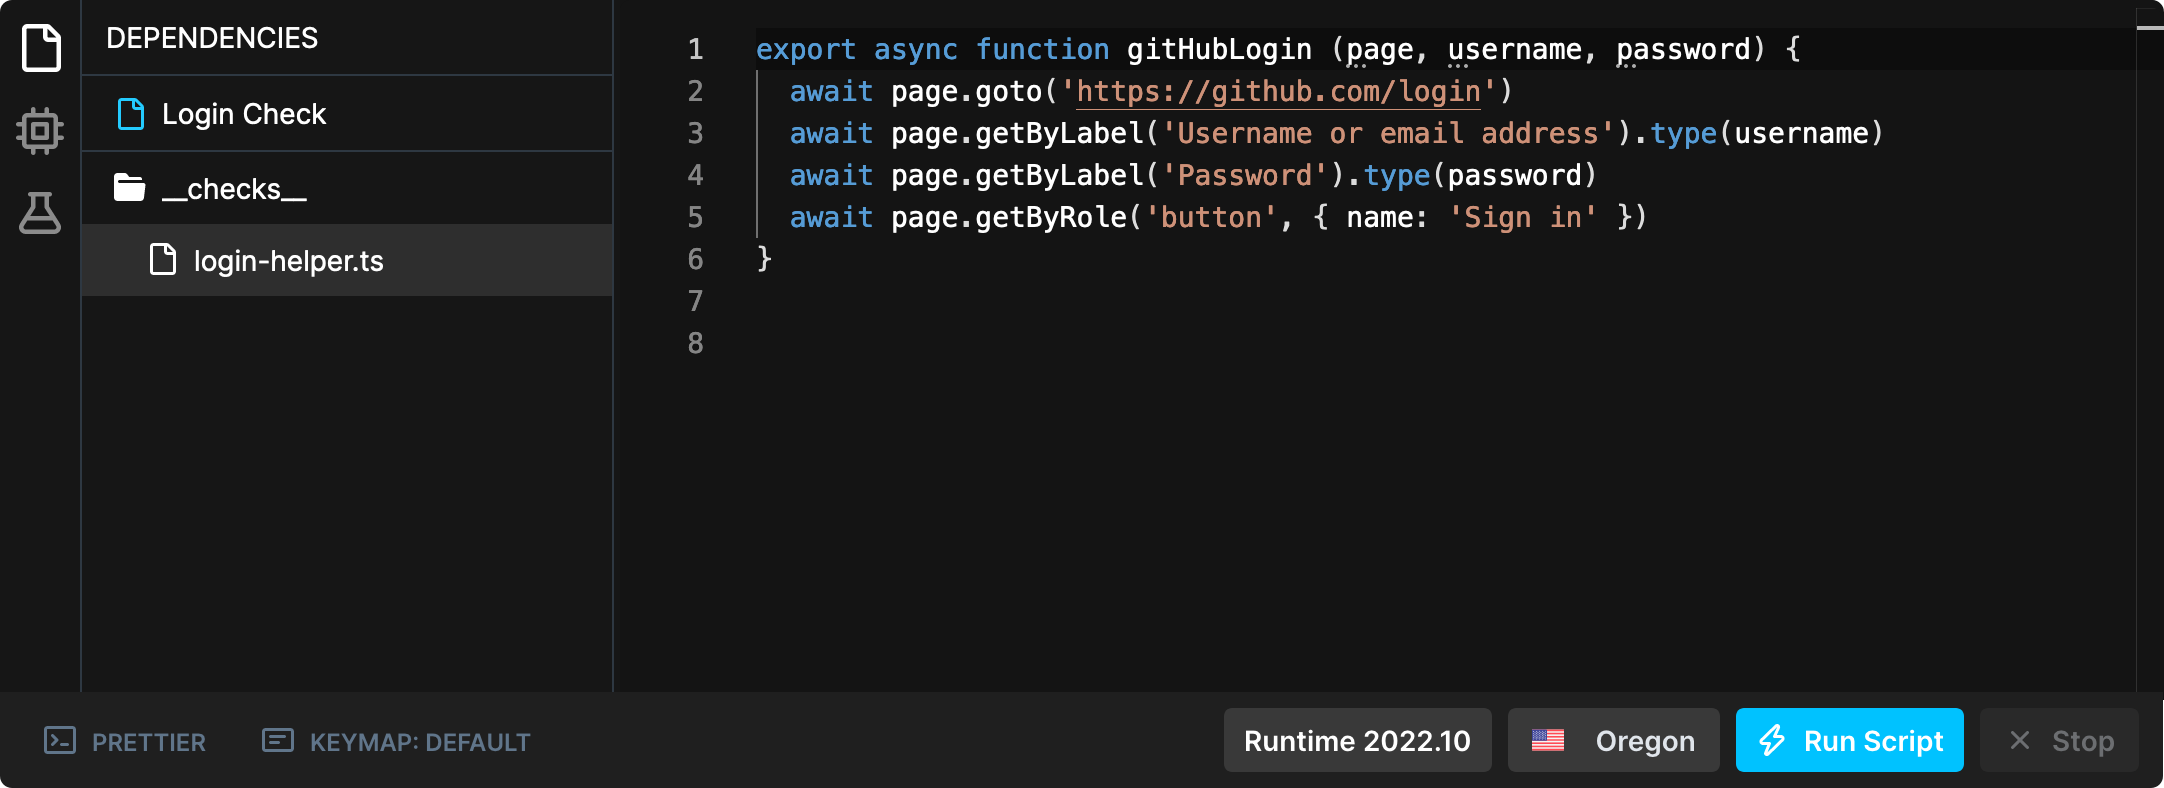 DEPENDENCIES
Login Check
__checks__
login-helper.ts
1 export async function gitHubLogin (page, username, password) {
2   await page.goto('https://github.com/login')
3   await page.getByLabel('Username or email address').type(username)
4   await page.getByLabel('Password').type(password)
5   await page.getByRole('button', { name: 'Sign in' })
6 }
7
8
PRETTIER KEYMAP: DEFAULT Runtime 2022.10 Oregon Run Script Stop